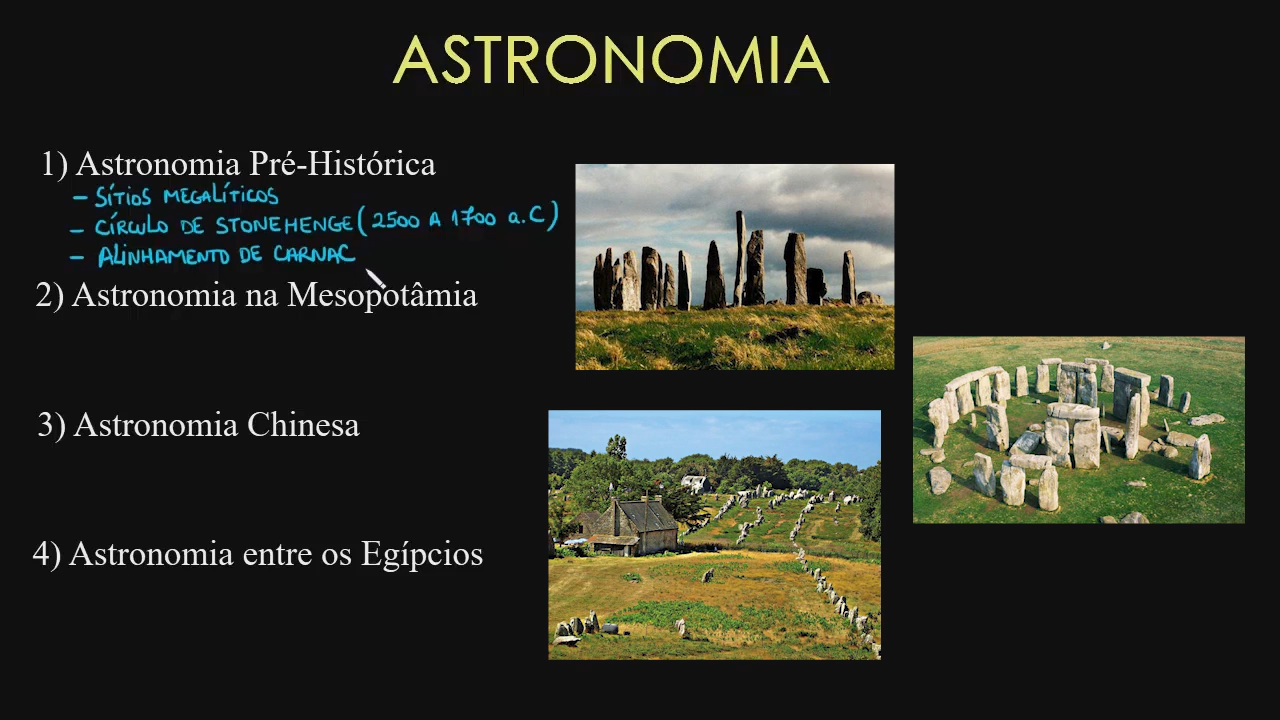 ASTRONOMIA
1) Astronomia Pré-Histórica
- SÍTIOS MEGALÍTICOS
- CÍRCULO DE STONEHENGE (2500 A 1700 a.C)
- ALINHAMENTO DE CARNAC
2) Astronomia na Mesopotâmia
3) Astronomia Chinesa
4) Astronomia entre os Egípcios